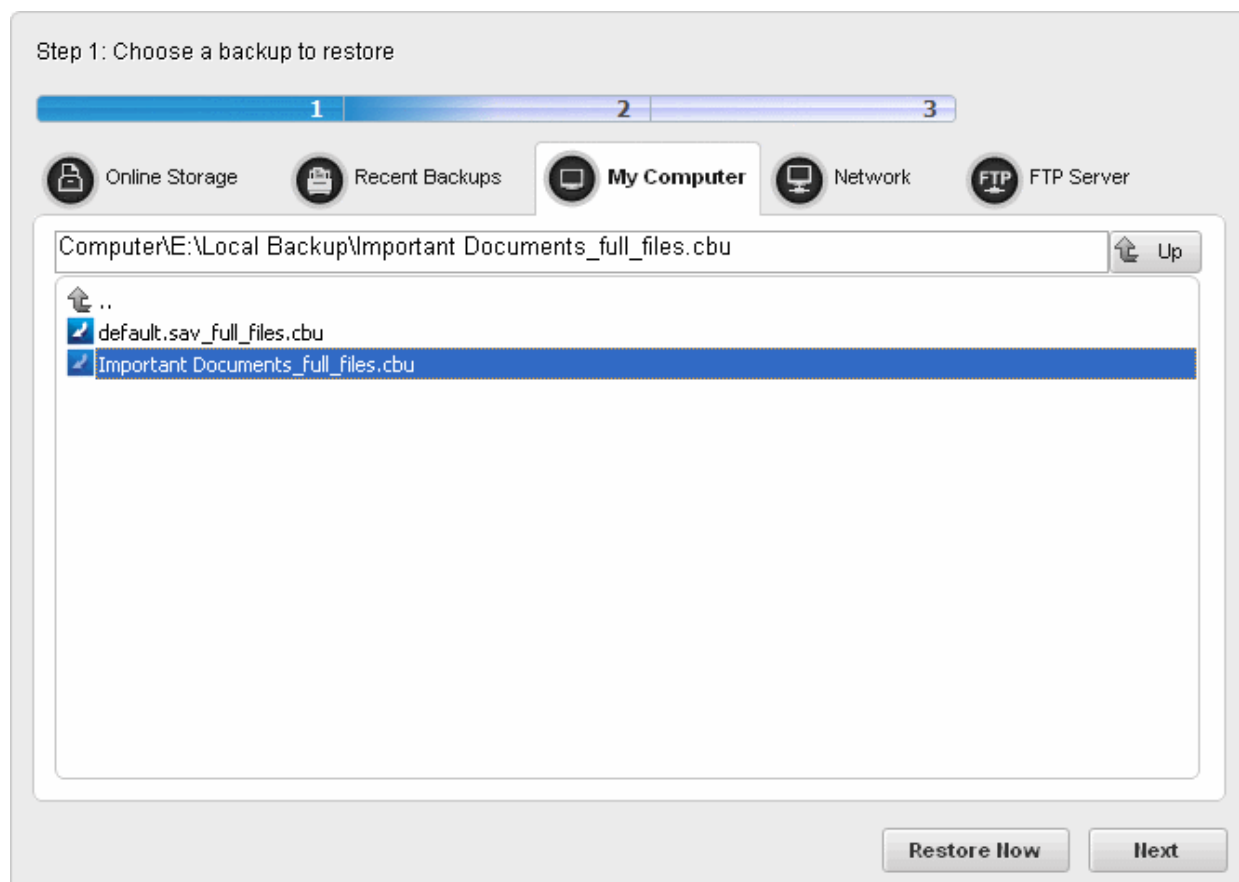 Step 1: Choose a backup to restore
1 2 3
Online Storage Recent Backups My Computer Network FTP FTP Server
Computer\E:\Local Backup\Important Documents_full_files.cbu Up
..
default.sav_full_files.cbu
Important Documents_full_files.cbu
Restore Now Next